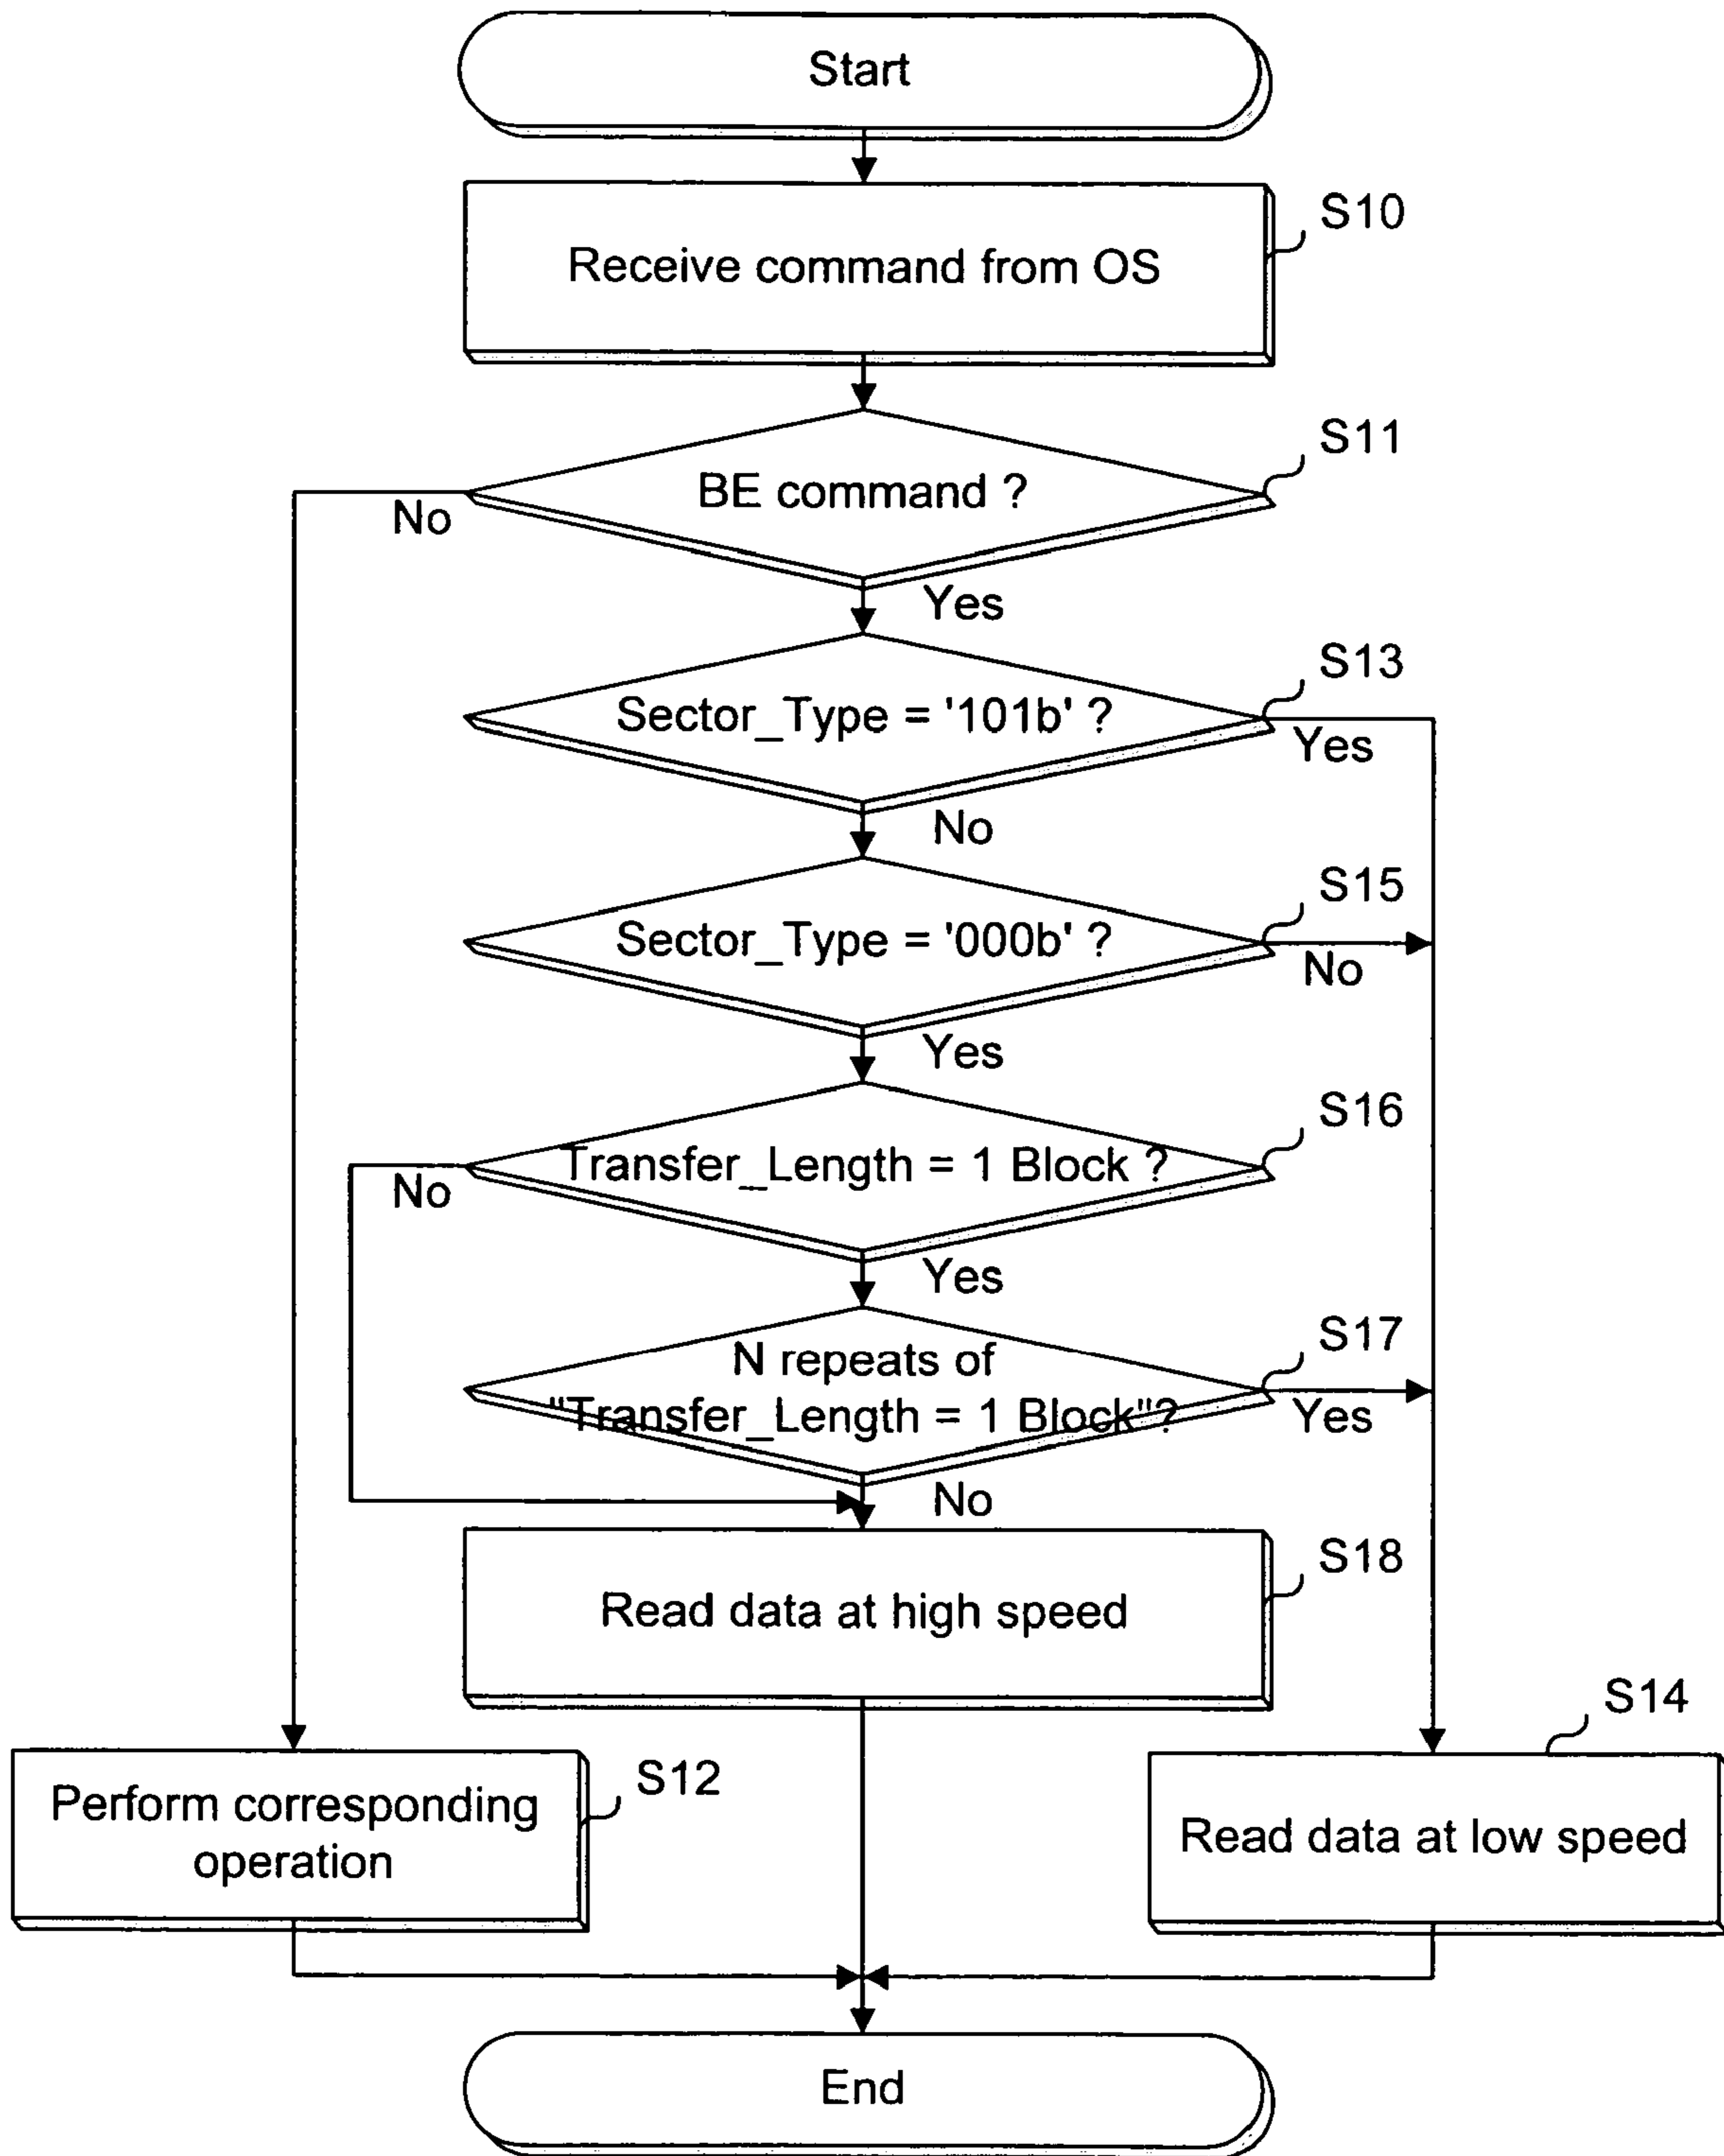 Start
S10
Receive command from OS
S11
BE command ?
No
Yes
S13
Sector_Type = '101b' ?
Yes
No
S15
Sector_Type = '000b' ?
No
Yes
S16
Transfer_Length = 1 Block ?
No
Yes
S17
N repeats of
"Transfer_Length = 1 Block"?
Yes
No
S18
Read data at high speed
S14
S12
Perform corresponding
operation
Read data at low speed
End